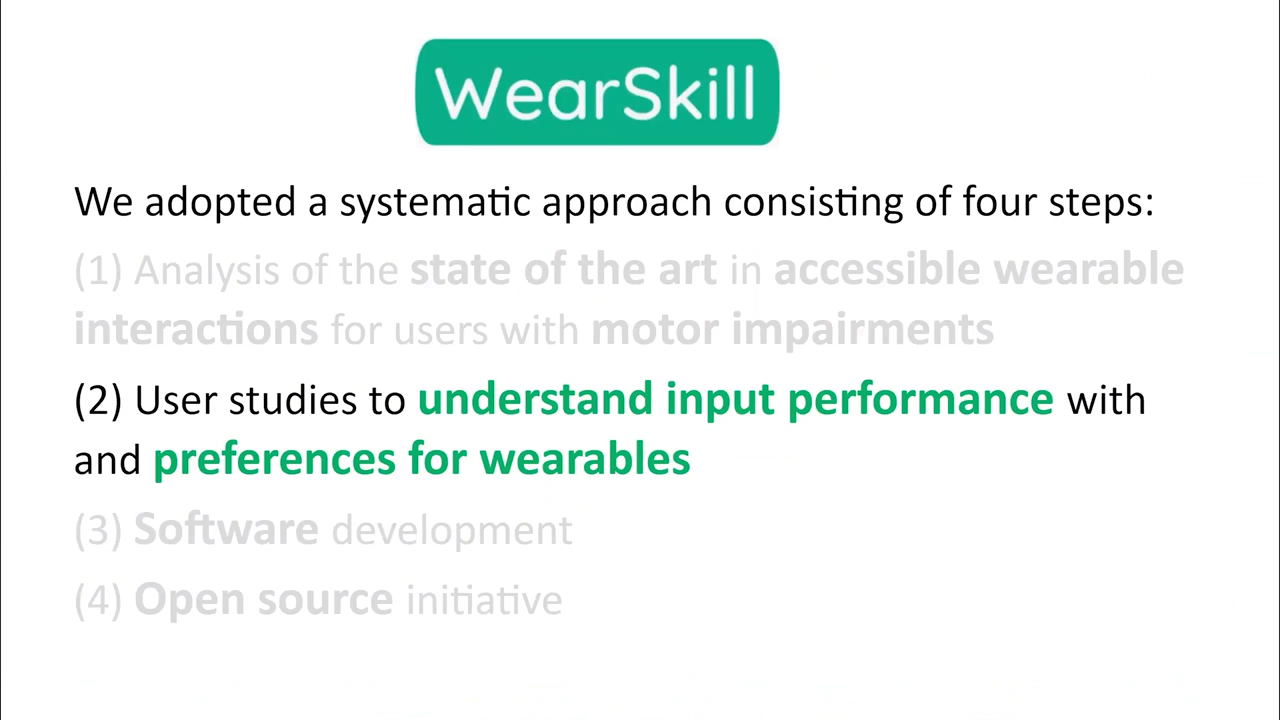 WearSkill
We adopted a systematic approach consisting of four steps:
(1) Analysis of the state of the art in accessible wearable
interactions for users with motor impairments
(2) User studies to understand input performance with
and preferences for wearables
(3) Software development
(4) Open source initiative